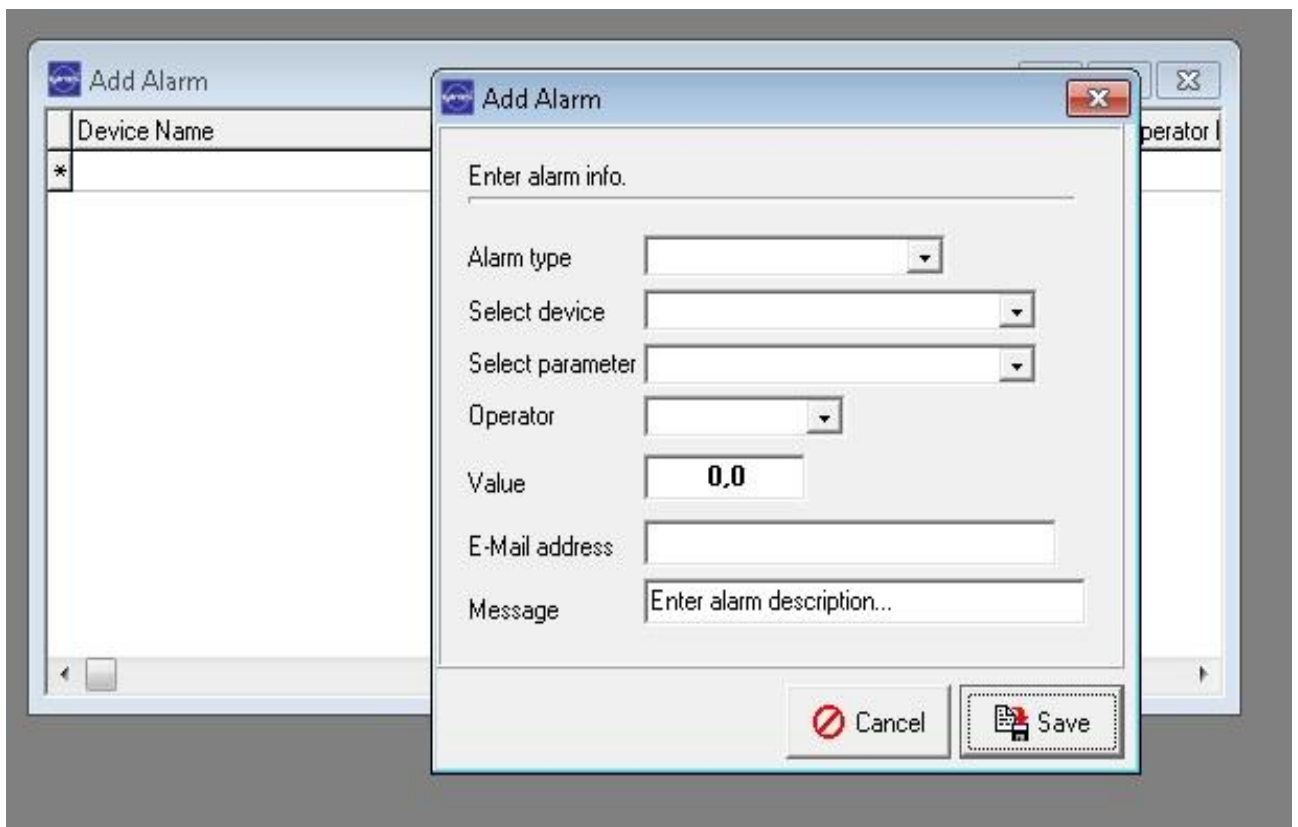 Add Alarm
Device Name
perator
*
Add Alarm
Enter alarm info.
Alarm type
Select device
Select parameter
Operator
Value 0,0
E-Mail address
Message Enter alarm description...
Cancel Save